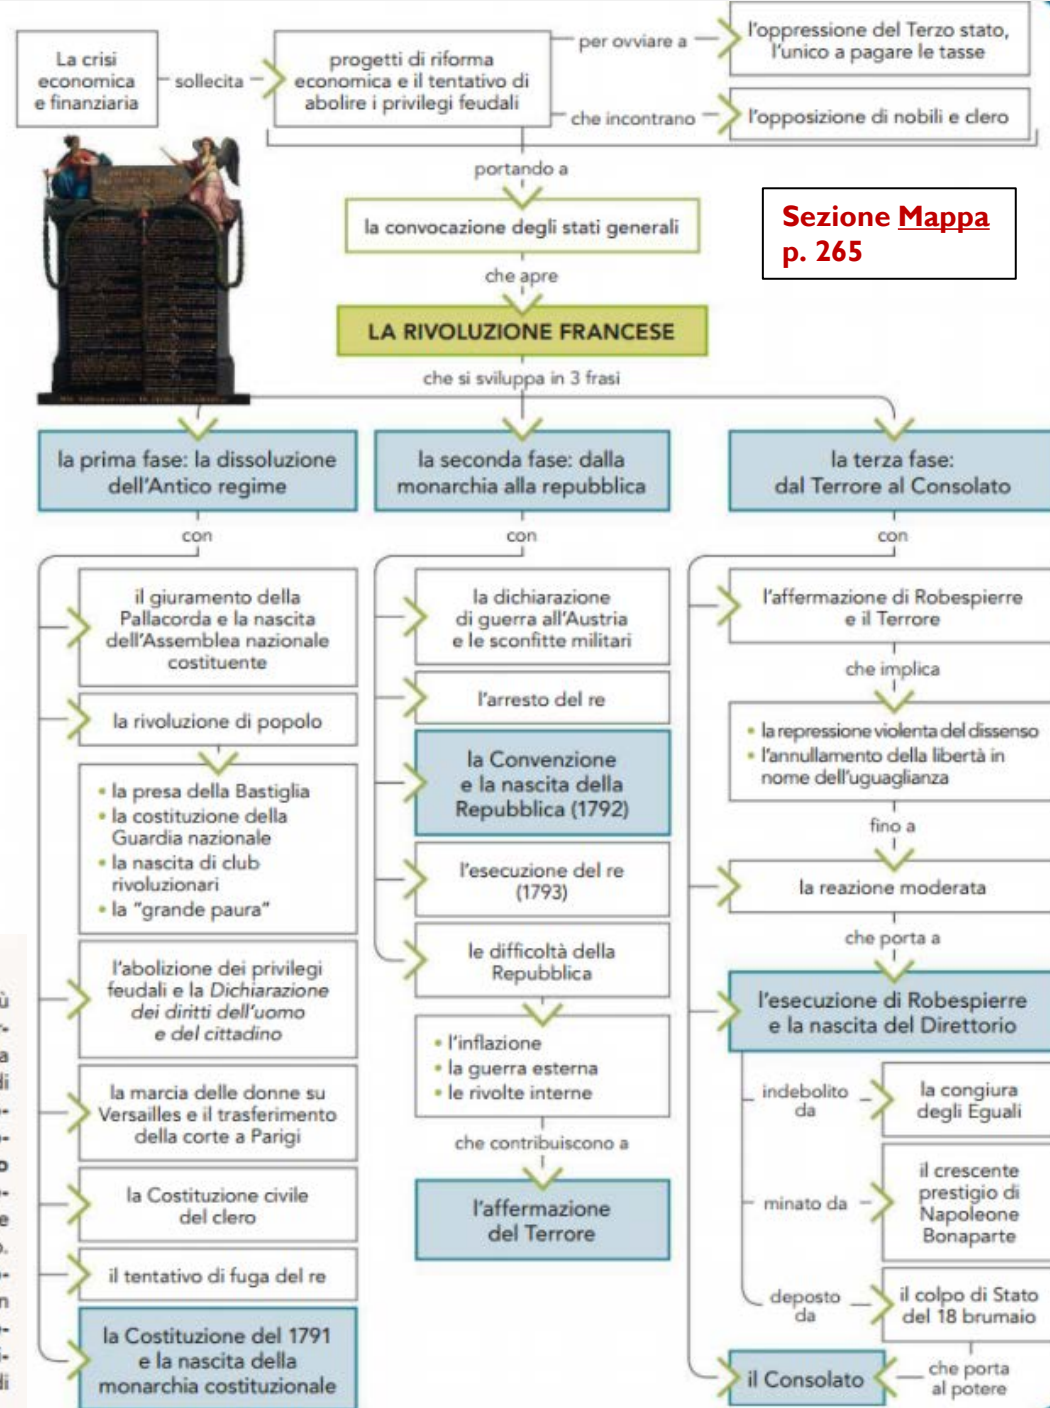 La crisi
economica
e finanziaria
sollecita
progetti di riforma
economica e il tentativo di
abolire i privilegi feudali
per ovviare a
l'oppressione del Terzo stato,
l'unico a pagare le tasse
che incontrano
l'opposizione di nobili e clero
portando a
la convocazione degli stati generali
Sezione Mappa
p. 265
che apre
LA RIVOLUZIONE FRANCESE
che si sviluppa in 3 frasi
la prima fase: la dissoluzione
dell'Antico regime
con
il giuramento della
Pallacorda e la nascita
dell'Assemblea nazionale
costituente
la rivoluzione di popolo
• la presa della Bastiglia
• la costituzione della
Guardia nazionale
• la nascita di club
rivoluzionari
• la "grande paura"
l'abolizione dei privilegi
feudali e la Dichiarazione
dei diritti dell'uomo
e del cittadino
la marcia delle donne su
Versailles e il trasferimento
della corte a Parigi
la Costituzione civile
del clero
il tentativo di fuga del re
la Costituzione del 1791
e la nascita della
monarchia costituzionale
la seconda fase: dalla
monarchia alla repubblica
con
la dichiarazione
di guerra all'Austria
e le sconfitte militari
l'arresto del re
la Convenzione
e la nascita della
Repubblica (1792)
l'esecuzione del re
(1793)
le difficoltà della
Repubblica
• l'inflazione
• la guerra esterna
• le rivolte interne
che contribuiscono a
l'affermazione
del Terrore
la terza fase:
dal Terrore al Consolato
con
l'affermazione di Robespierre
e il Terrore
che implica
• la repressione violenta del dissenso
• l'annullamento della libertà in
nome dell'uguaglianza
fino a
la reazione moderata
che porta a
l'esecuzione di Robespierre
e la nascita del Direttorio
indebolito
da
la congiura
degli Eguali
minato da
il crescente
prestigio di
Napoleone
Bonaparte
deposto
da
il colpo di Stato
del 18 brumaio
che porta
al potere
il Consolato